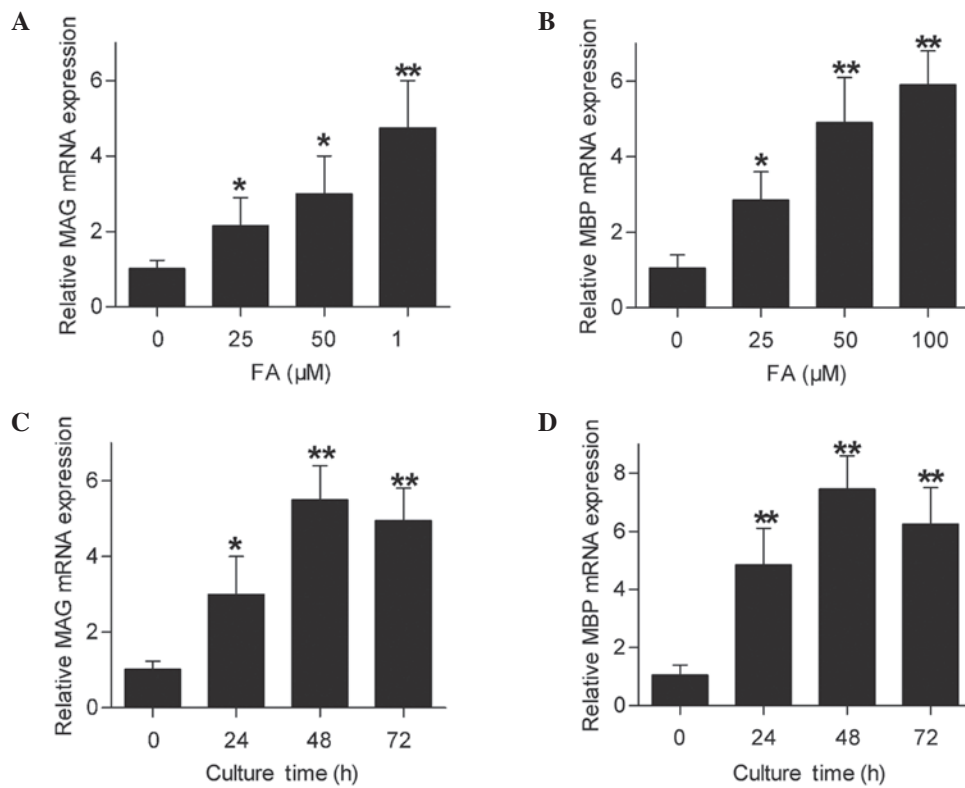 A
Relative MAG mRNA expression
6
4
2
0
*
*
**
0 25 50 1
FA (µM)
B
Relative MBP mRNA expression
6
4
2
0
*
**
**
0 25 50 100
FA (µM)
C
Relative MAG mRNA expression
6
4
2
0
*
**
**
0 24 48 72
Culture time (h)
D
Relative MBP mRNA expression
8
6
4
2
0
**
**
**
0 24 48 72
Culture time (h)